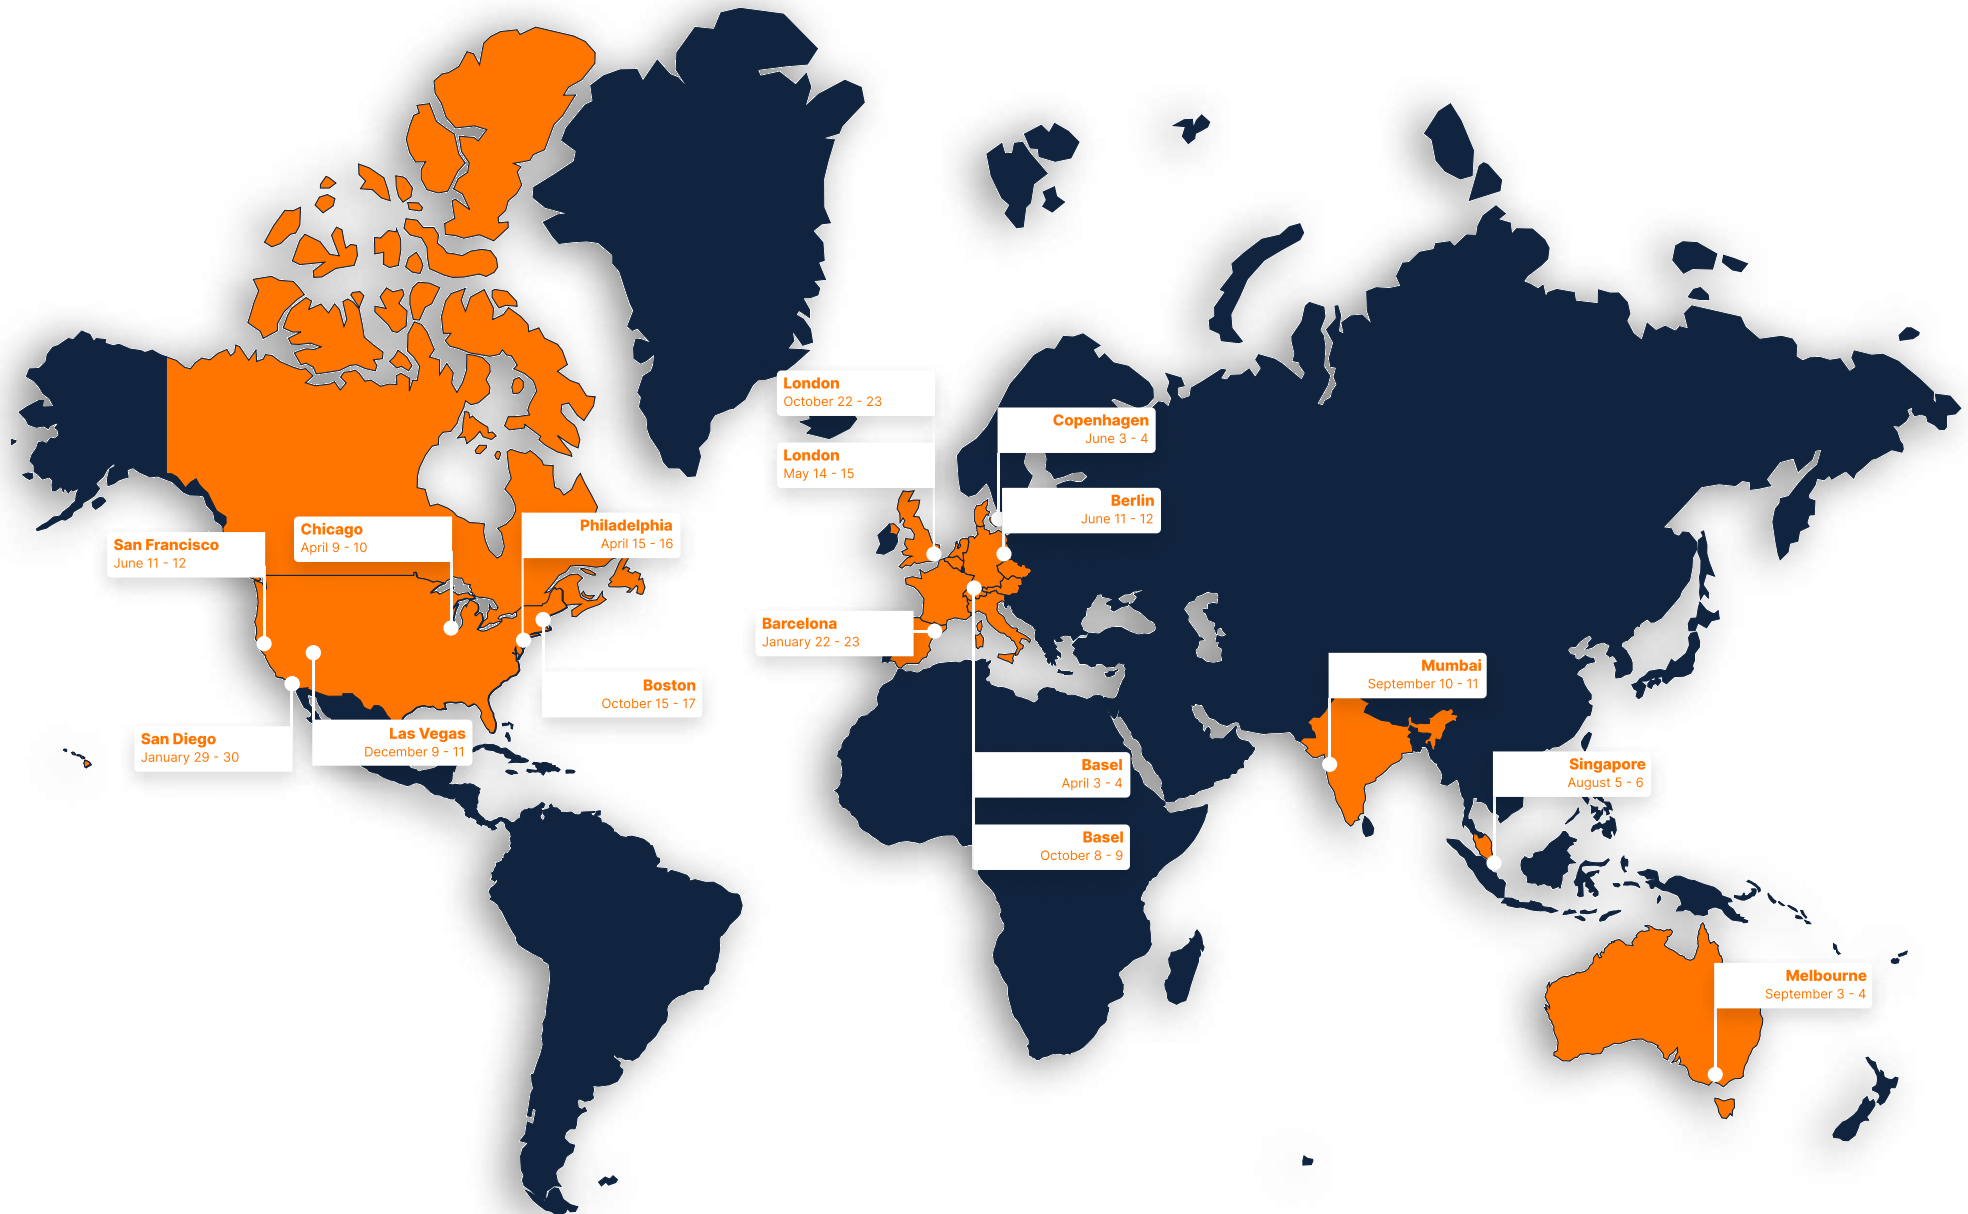 London
October 22 - 23
London
May 14 - 15
Copenhagen
June 3 - 4
Berlin
June 11 - 12
San Francisco
June 11 - 12
Chicago
April 9 - 10
Philadelphia
April 15 - 16
Barcelona
January 22 - 23
Boston
October 15 - 17
San Diego
January 29 - 30
Las Vegas
December 9 - 11
Mumbai
September 10 - 11
Basel
April 3 - 4
Basel
October 8 - 9
Singapore
August 5 - 6
Melbourne
September 3 - 4